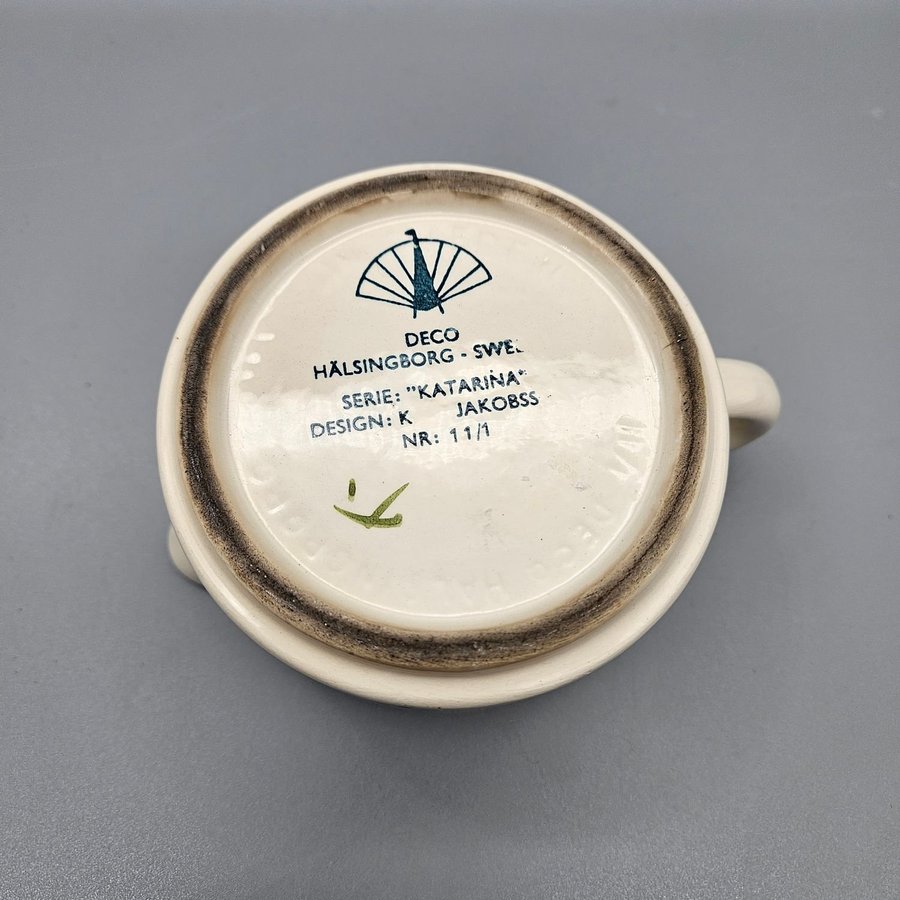 DECO
HÄLSINGBORG - SWE
SERIE: "KATARINA"
DESIGN: K JAKOBSS
NR: 11/1